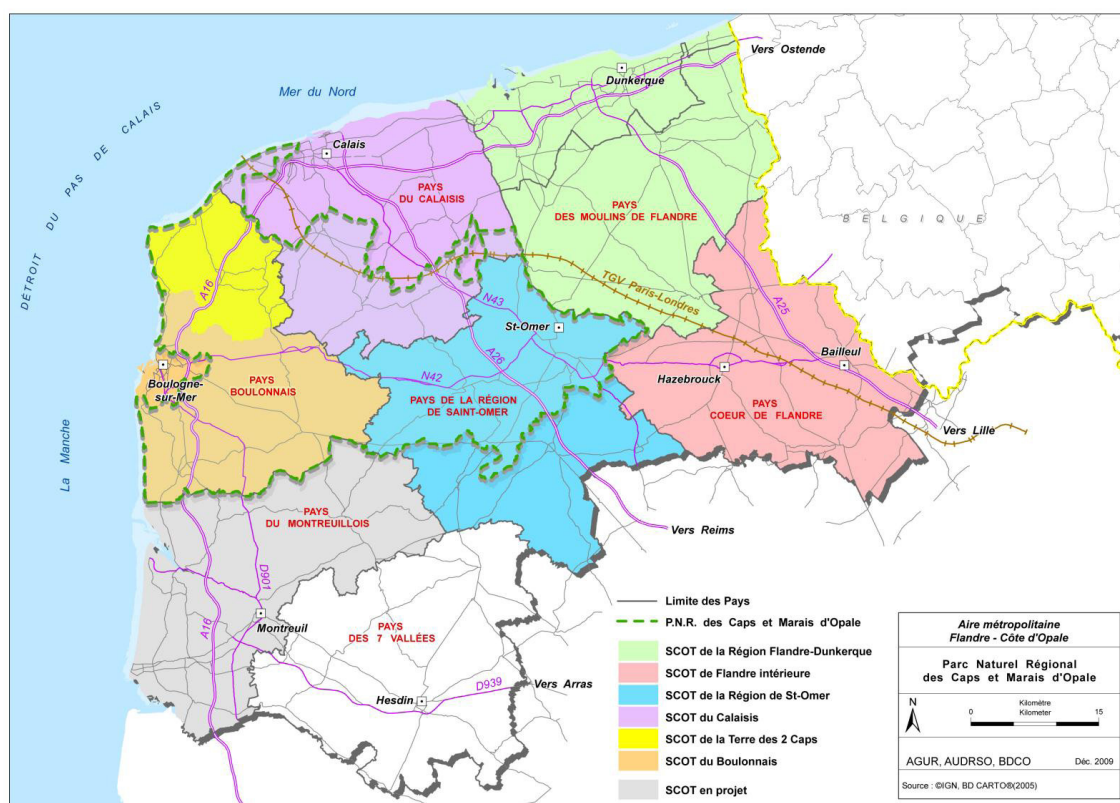 Vers Ostende
Dunkerque
Mer du Nord
DÉTROIT DU PAS DE CALAIS
Calais
PAYS
DU CALAISIS
PAYS
DES MOULINS DE FLANDRE
BELGIQUE
A16
TGV Paris-Londres
A25
N43
St-Omer
A26
Bailleul
Boulogne-
sur-Mer
N42
Hazebrouck
PAYS
BOULONNAIS
PAYS DE LA RÉGION
DE SAINT-OMER
PAYS
COEUR DE FLANDRE
Vers Lille
La Manche
PAYS
DU MONTREUILLOIS
Vers Reims
D901
A16
Montreuil
PAYS
DES 7 VALLÉES
Hesdin
D939
Vers Arras
Limite des Pays
P.N.R. des Caps et Marais d'Opale
SCOT de la Région Flandre-Dunkerque
SCOT de Flandre intérieure
SCOT de la Région de St-Omer
SCOT du Calaisis
SCOT de la Terre des 2 Caps
SCOT du Boulonnais
SCOT en projet
Aire métropolitaine
Flandre - Côte d'Opale
Parc Naturel Régional
des Caps et Marais d'Opale
N
Kilomètre
Kilometer
0 15
AGUR, AUDRSO, BDCO Déc. 2009
Source : ©IGN, BD CARTO®(2005)